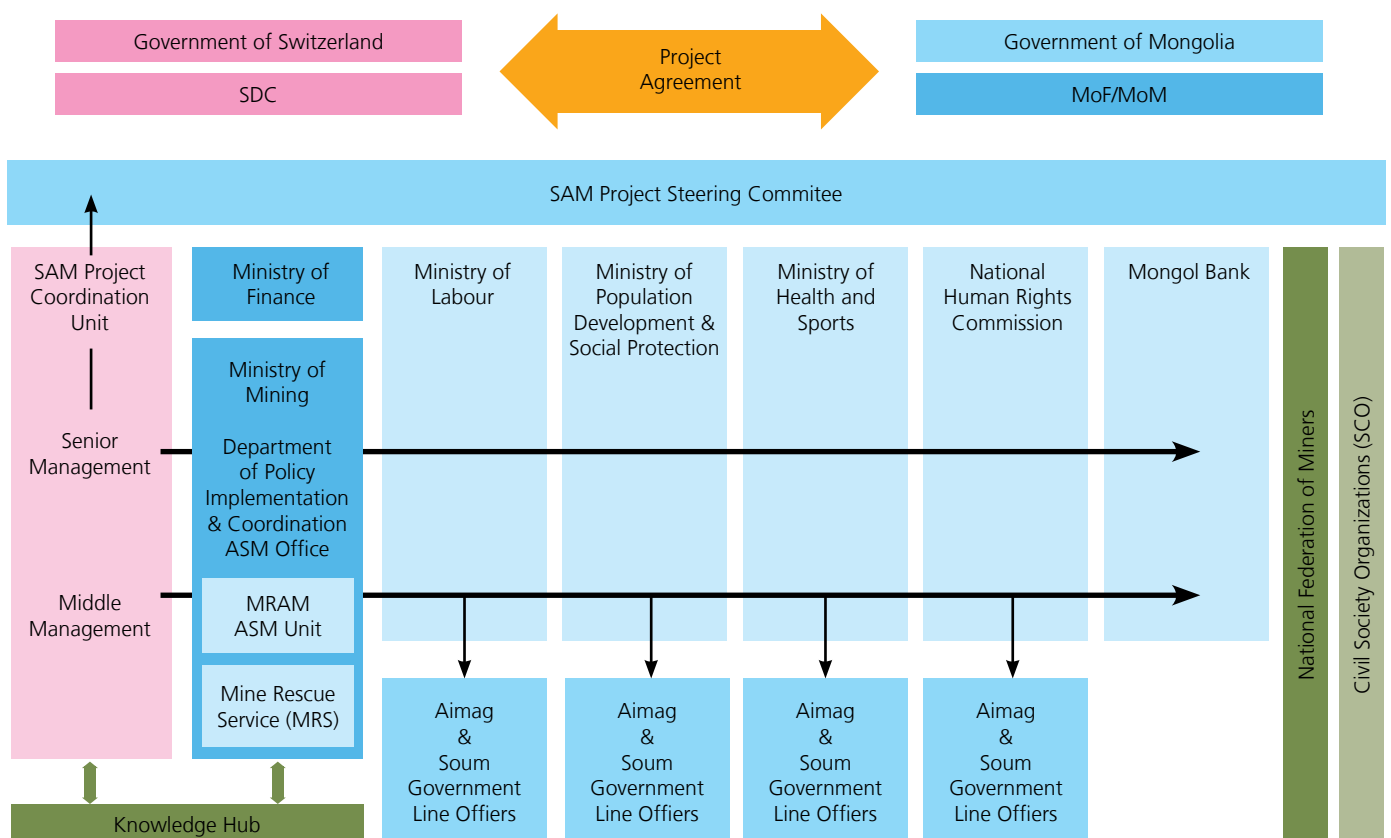 Government of Switzerland
SDC
Project
Agreement
Government of Mongolia
MoF/MoM
SAM Project Steering Commitee
SAM Project
Coordination
Unit
Senior
Management
Middle
Management
Ministry of
Finance
Ministry of
Mining
Department
of Policy
Implementation
& Coordination
ASM Office
MRAM
ASM Unit
Mine Rescue
Service (MRS)
Ministry of
Labour
Ministry of
Population
Development &
Social Protection
Ministry of
Health and
Sports
National
Human Rights
Commission
Mongol Bank
National Federation of Miners
Civil Society Organizations (SCO)
Aimag
&
Soum
Government
Line Offiers
Aimag
&
Soum
Government
Line Offiers
Aimag
&
Soum
Government
Line Offiers
Aimag
&
Soum
Government
Line Offiers
Knowledge Hub